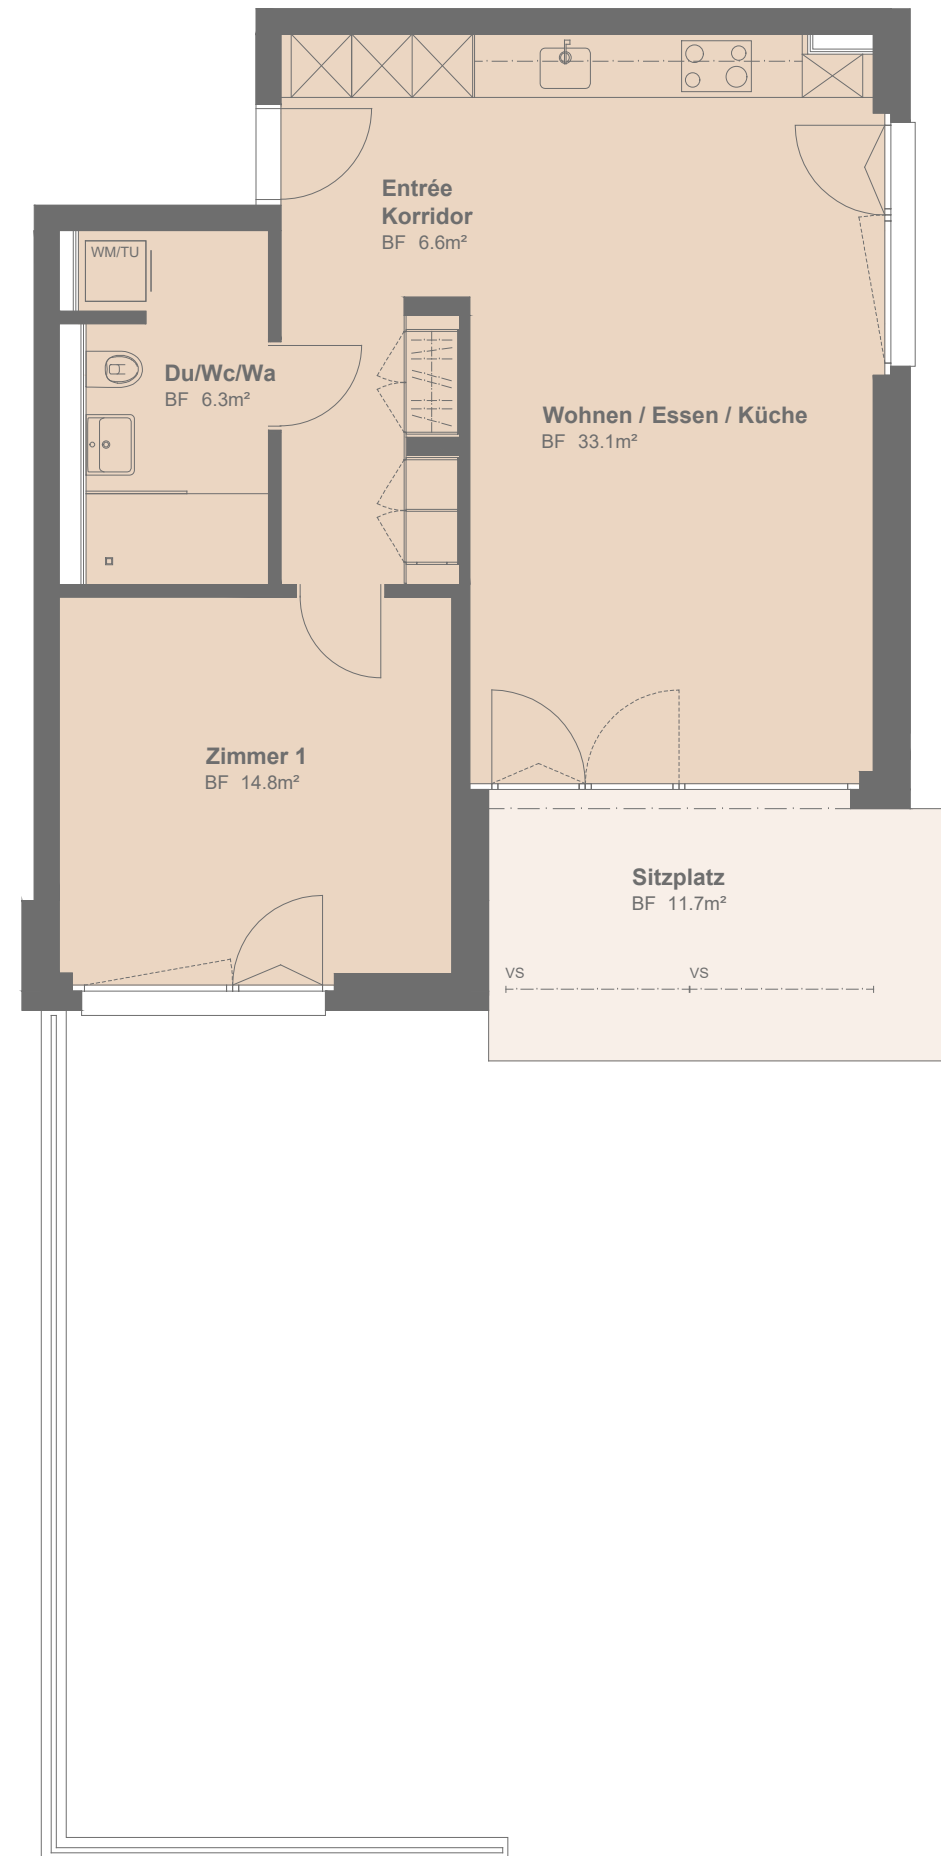 Entrée
Korridor
BF 6.6m²
WM/TU
Du/Wc/Wa
BF 6.3m²
Wohnen / Essen / Küche
BF 33.1m²
Zimmer 1
BF 14.8m²
Sitzplatz
BF 11.7m²
VS VS